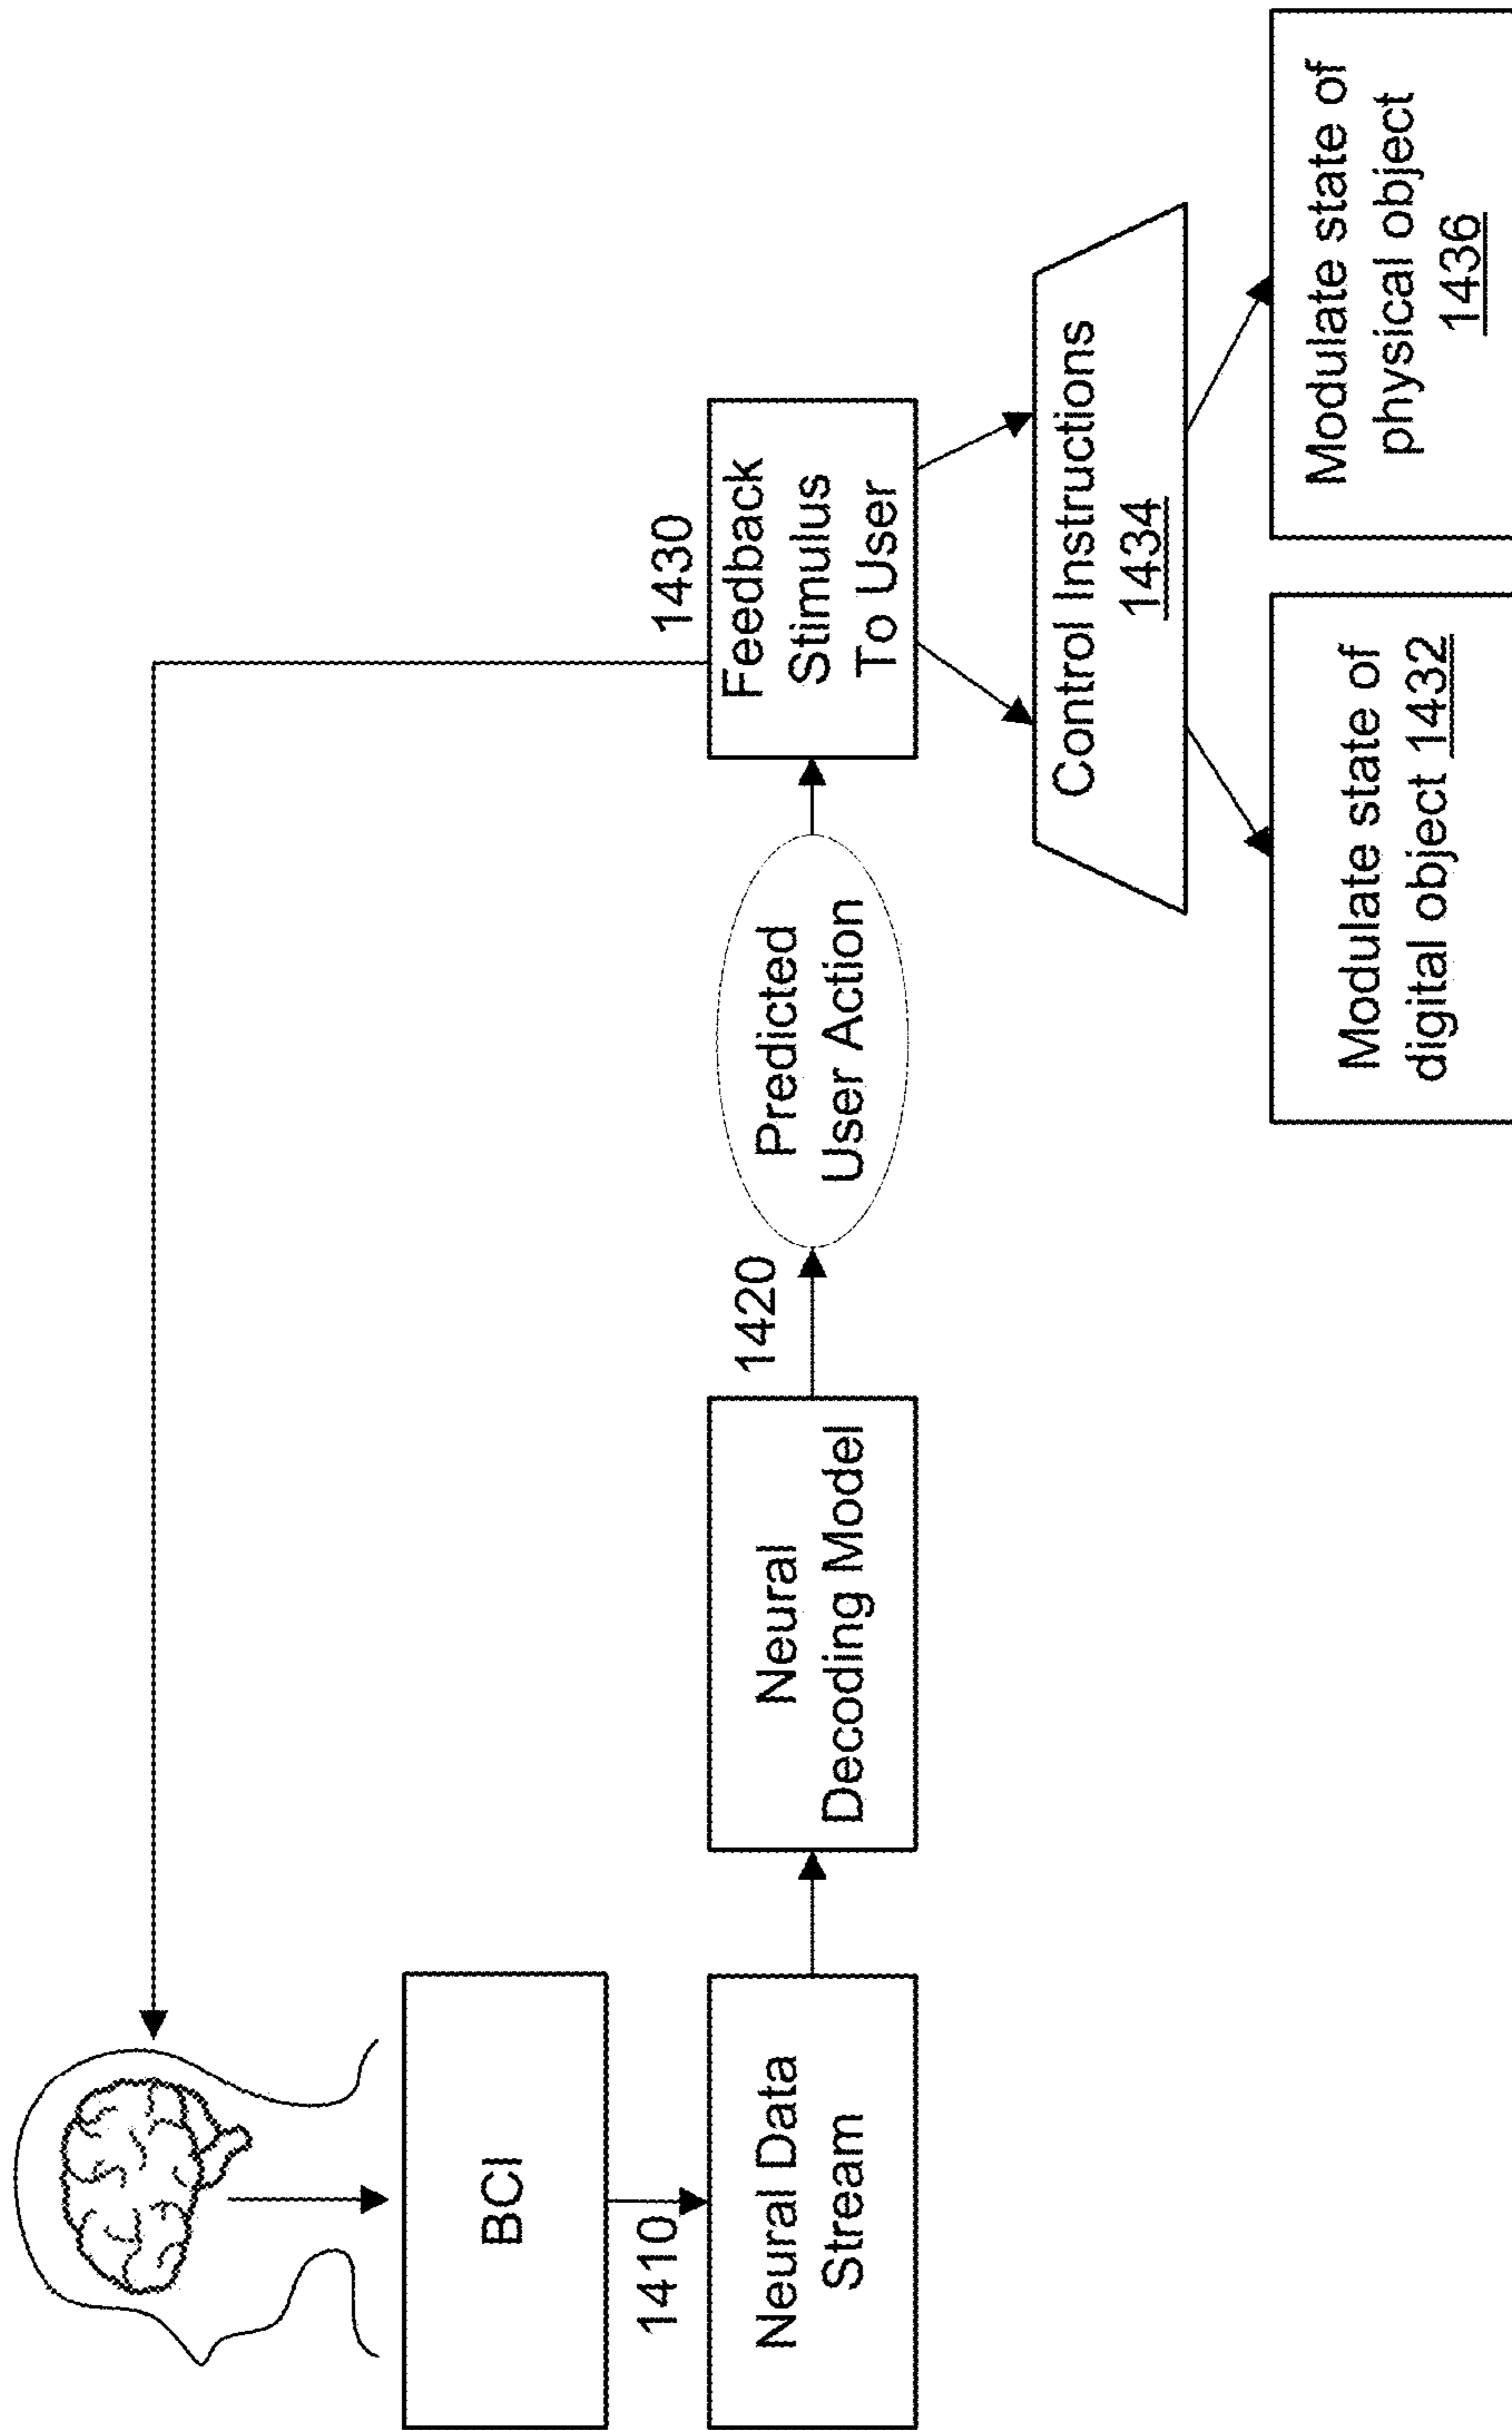 BCI
1410
Neural Data
Stream
Neural
Decoding Model
1420
Predicted
User Action
1430
Feedback
Stimulus
To User
Control Instructions
1434
Modulate state of
digital object 1432
Modulate state of
physical object
1436